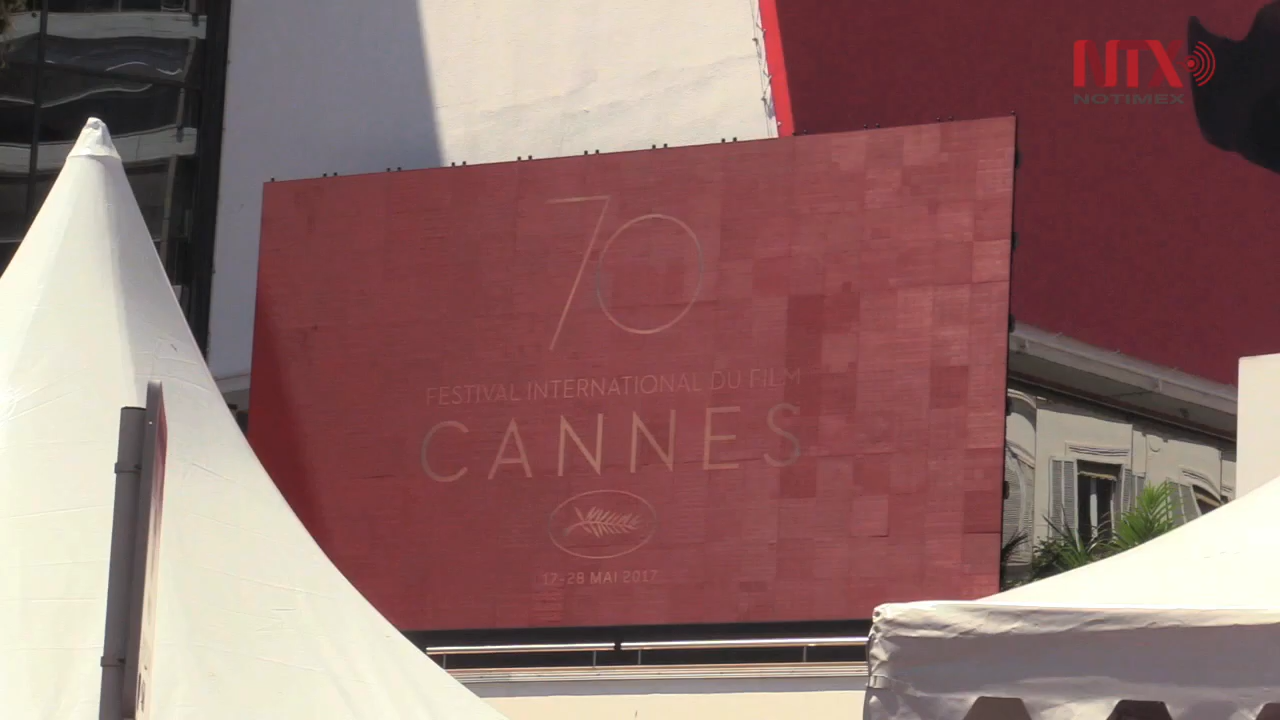 NTX
NOTIMEX
70
FESTIVAL INTERNATIONAL DU FILM
CANNES
17-28 MAI 2017